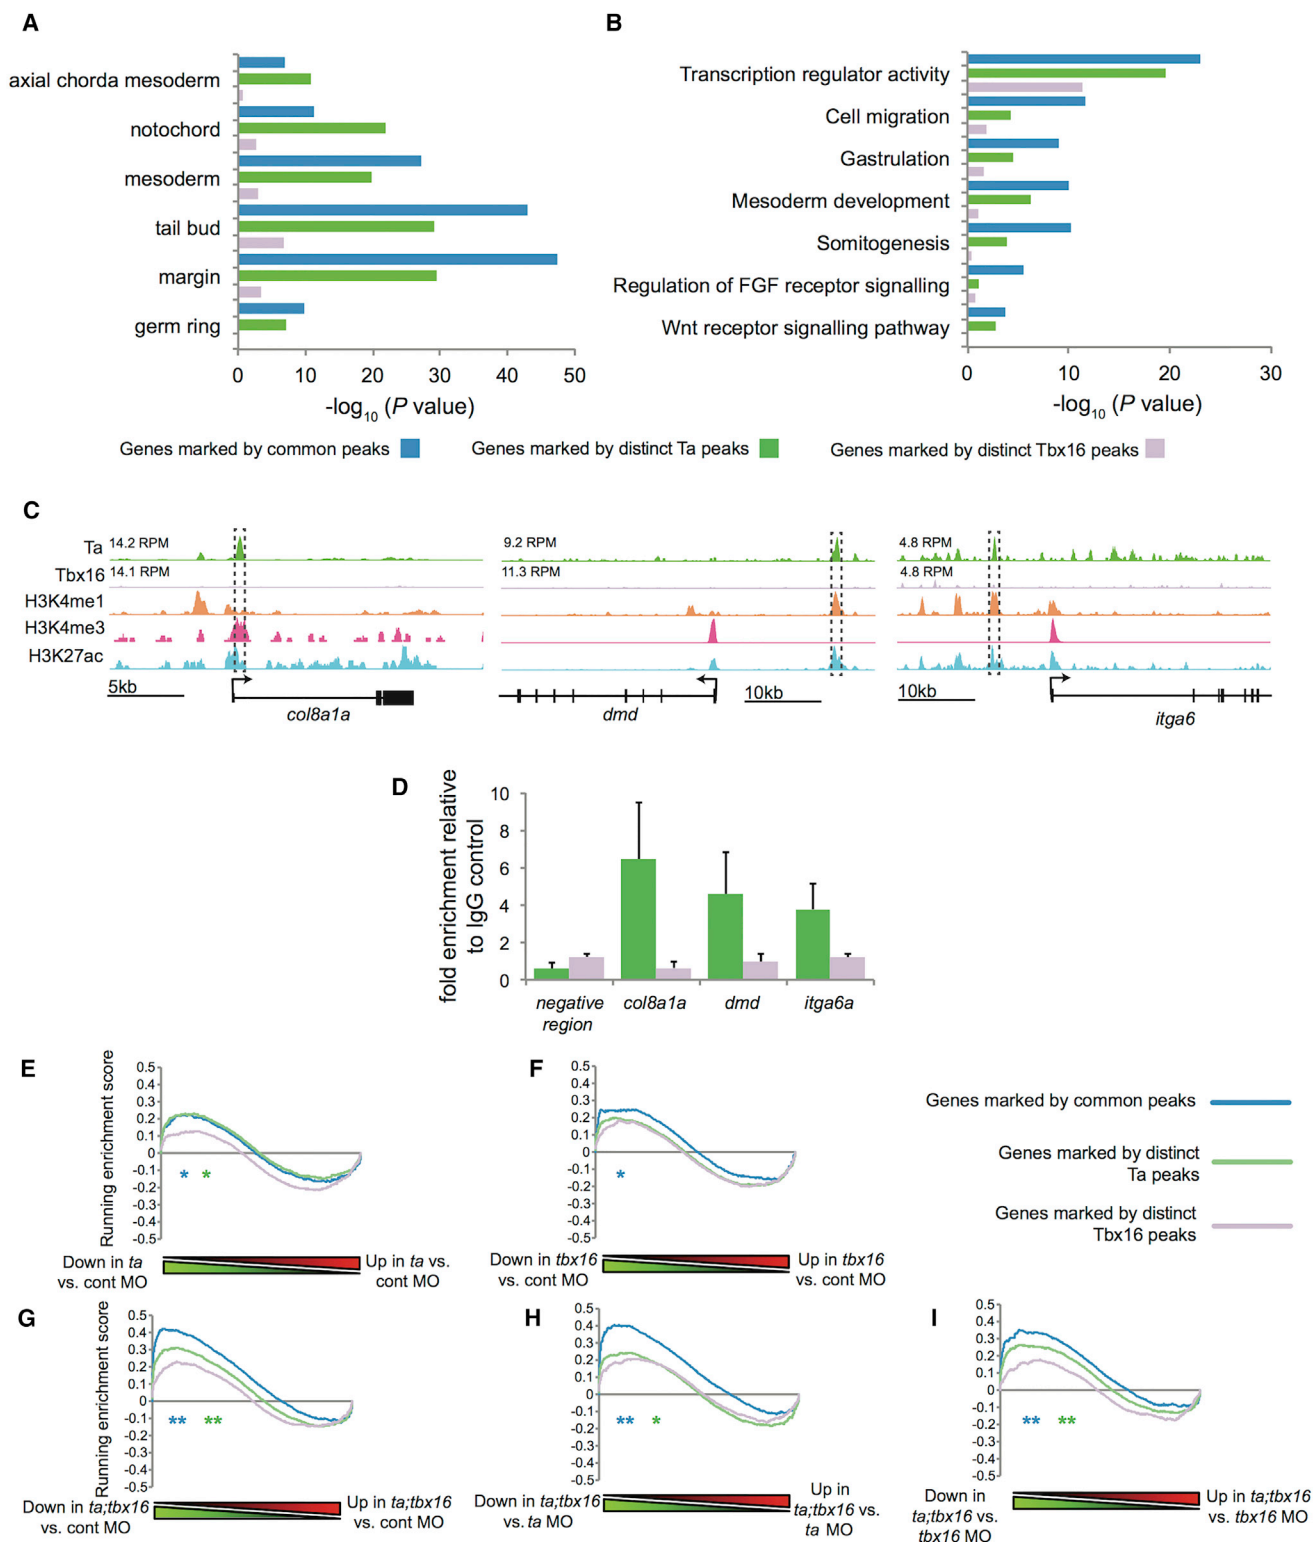 A
axial chorda mesoderm
notochord
mesoderm
tail bud
margin
germ ring
0 10 20 30 40 50
-log10 (P value)
B
Transcription regulator activity
Cell migration
Gastrulation
Mesoderm development
Somitogenesis
Regulation of FGF receptor signalling
Wnt receptor signalling pathway
0 10 20 30
-log10 (P value)
Genes marked by common peaks
Genes marked by distinct Ta peaks
Genes marked by distinct Tbx16 peaks
C
Ta
Tbx16
H3K4me1
H3K4me3
H3K27ac
14.2 RPM
14.1 RPM
5kb
col8a1a
9.2 RPM
11.3 RPM
dmd
10kb
4.8 RPM
4.8 RPM
10kb
itga6
D
fold enrichment relative
to IgG control
10
8
6
4
2
0
negative
region
col8a1a
dmd
itga6a
E
Running enrichment score
0.5
0.4
0.3
0.2
0.1
0
-0.1
-0.2
-0.3
-0.4
-0.5
* *
Down in ta
vs. cont MO
Up in ta vs.
cont MO
F
0.5
0.4
0.3
0.2
0.1
0
-0.1
-0.2
-0.3
-0.4
-0.5
*
Down in tbx16
vs. cont MO
Up in tbx16
vs. cont MO
Genes marked by common peaks
Genes marked by distinct
Ta peaks
Genes marked by distinct
Tbx16 peaks
G
Running enrichment score
0.5
0.4
0.3
0.2
0.1
0
-0.1
-0.2
-0.3
-0.4
-0.5
** **
Down in ta;tbx16
vs. cont MO
Up in ta;tbx16
vs. cont MO
H
0.5
0.4
0.3
0.2
0.1
0
-0.1
-0.2
-0.3
-0.4
-0.5
** *
Down in ta;tbx16
vs. ta MO
Up in
ta;tbx16 vs.
ta MO
I
0.5
0.4
0.3
0.2
0.1
0
-0.1
-0.2
-0.3
-0.4
-0.5
** **
Down in
ta;tbx16 vs.
tbx16 MO
Up in ta;tbx16
vs. tbx16 MO